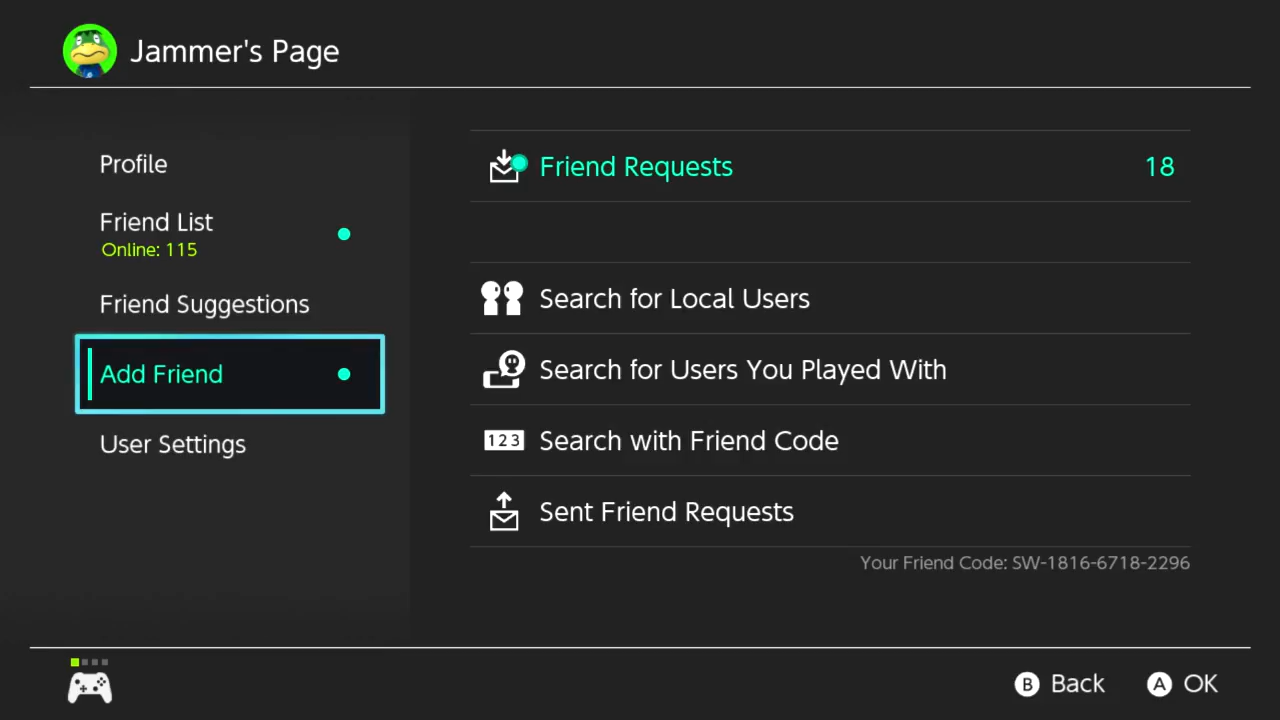 Jammer's Page
Profile
Friend List
Online: 115
Friend Suggestions
Add Friend
User Settings
Friend Requests 18
Search for Local Users
Search for Users You Played With
123 Search with Friend Code
Sent Friend Requests
Your Friend Code: SW-1816-6718-2296
B Back A OK